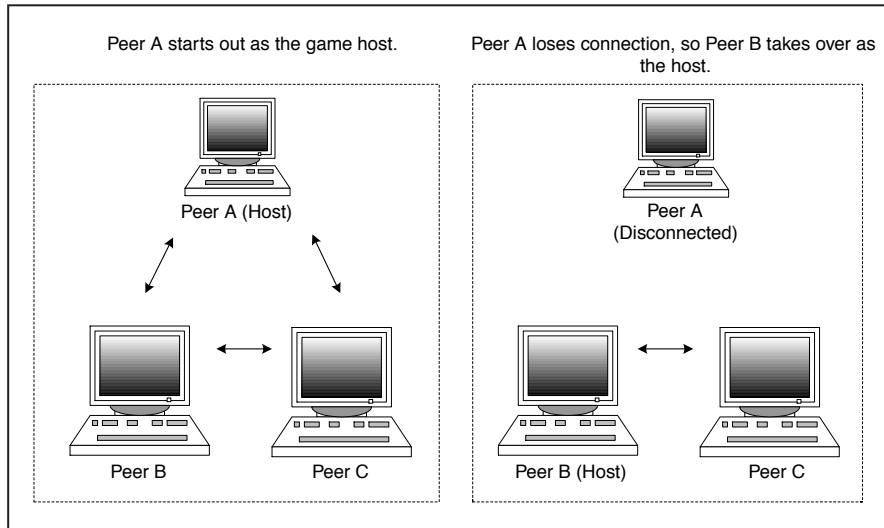 Peer A starts out as the game host.
Peer A (Host)
Peer B
Peer C
Peer A loses connection, so Peer B takes over as
the host.
Peer A
(Disconnected)
Peer B (Host)
Peer C